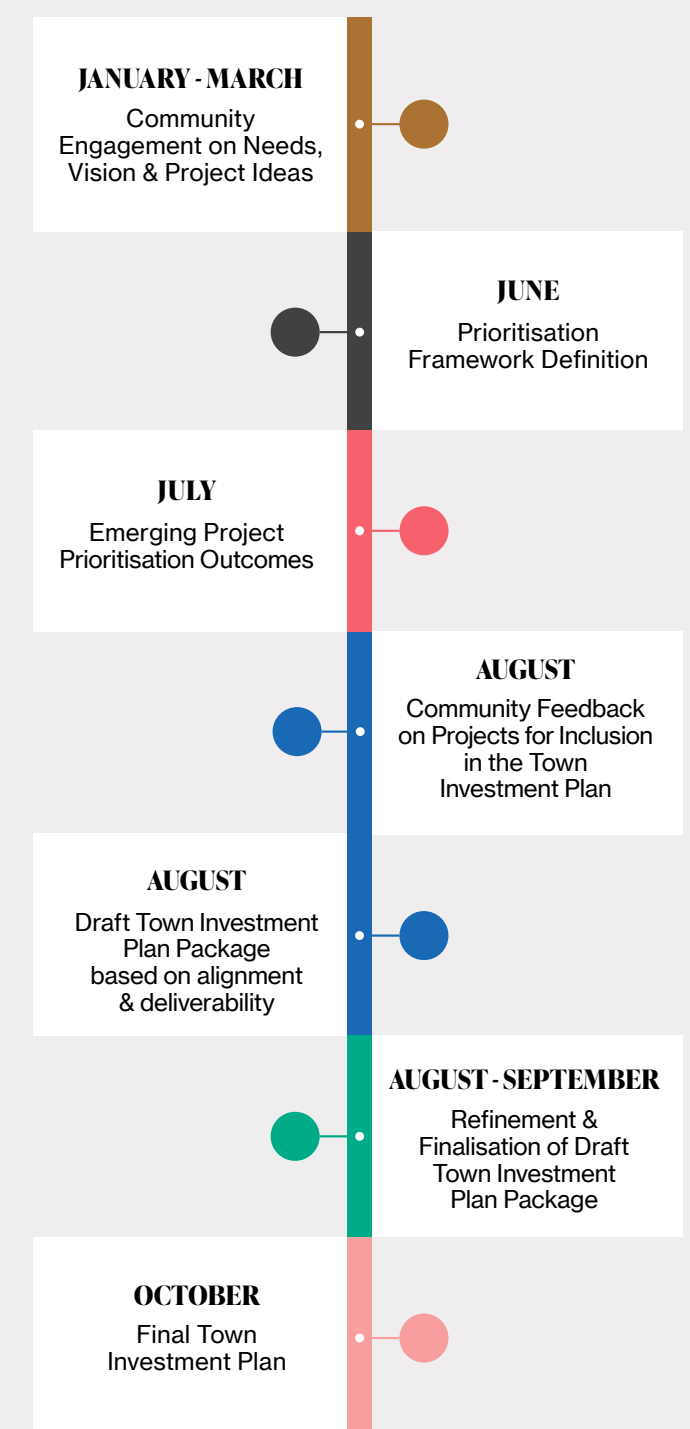 JANUARY - MARCH
Community
Engagement on Needs,
Vision & Project Ideas
JUNE
Prioritisation
Framework Definition
JULY
Emerging Project
Prioritisation Outcomes
AUGUST
Community Feedback
on Projects for Inclusion
in the Town
Investment Plan
AUGUST
Draft Town Investment
Plan Package
based on alignment
& deliverability
AUGUST - SEPTEMBER
Refinement &
Finalisation of Draft
Town Investment
Plan Package
OCTOBER
Final Town
Investment Plan